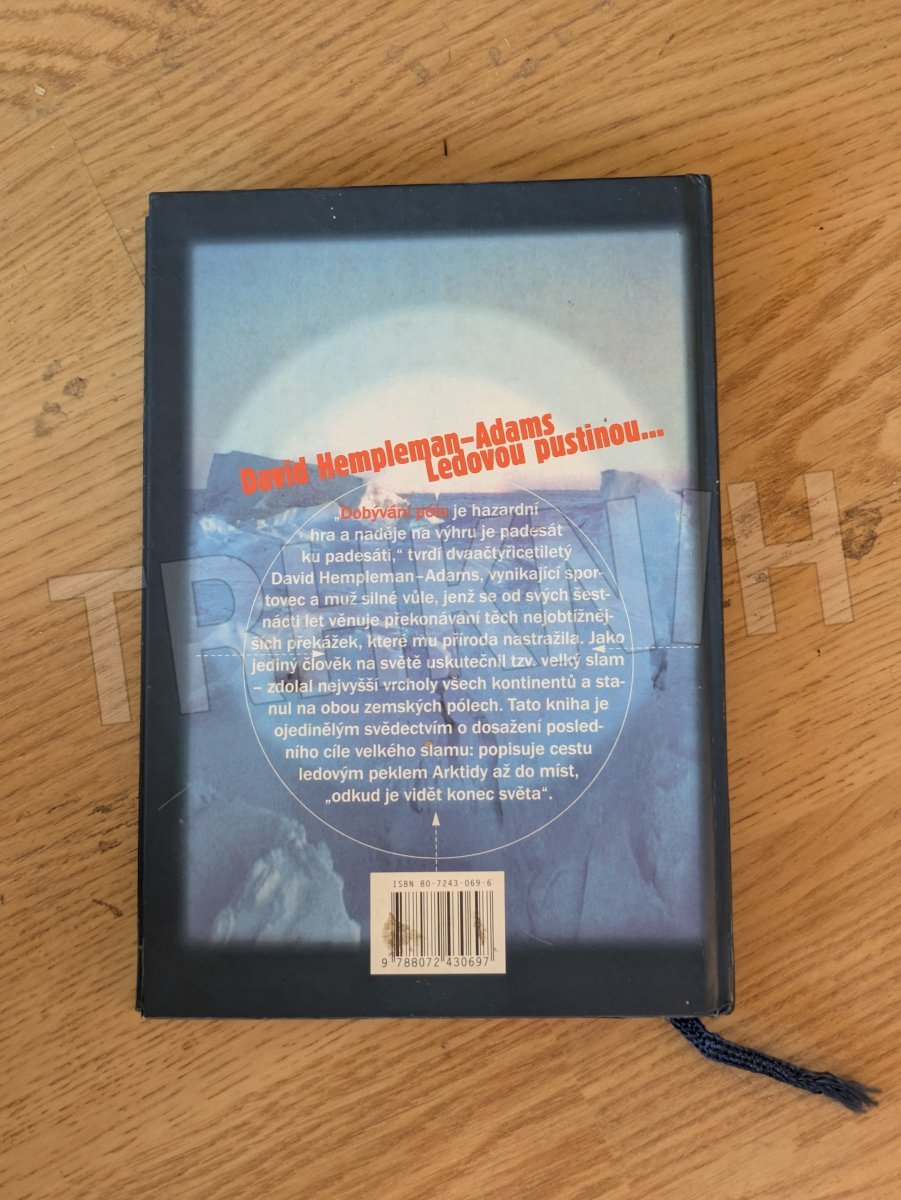 David Hempleman–Adams
Ledovou pustinou...
„Dobývání pólu je hazardní
hra a naděje na výhru je padesát
ku padesáti,“ tvrdí dvaačtyřicetiletý
David Hempleman–Adams, vynikající spor-
tovec a muž silné vůle, jenž se od svých šest-
nácti let věnuje překonávání těch nejobtížněj-
ších překážek, které mu příroda nastražila. Jako
jediný člověk na světě uskutečnil tzv. velký slam
– zdolal nejvyšší vrcholy všech kontinentů a sta-
nul na obou zemských pólech. Tato kniha je
ojedinělým svědectvím o dosažení posled-
ního cíle velkého slamu: popisuje cestu
ledovým peklem Arktidy až do míst,
„odkud je vidět konec světa“.
ISBN 80-7243-069-6
9 788072 430697